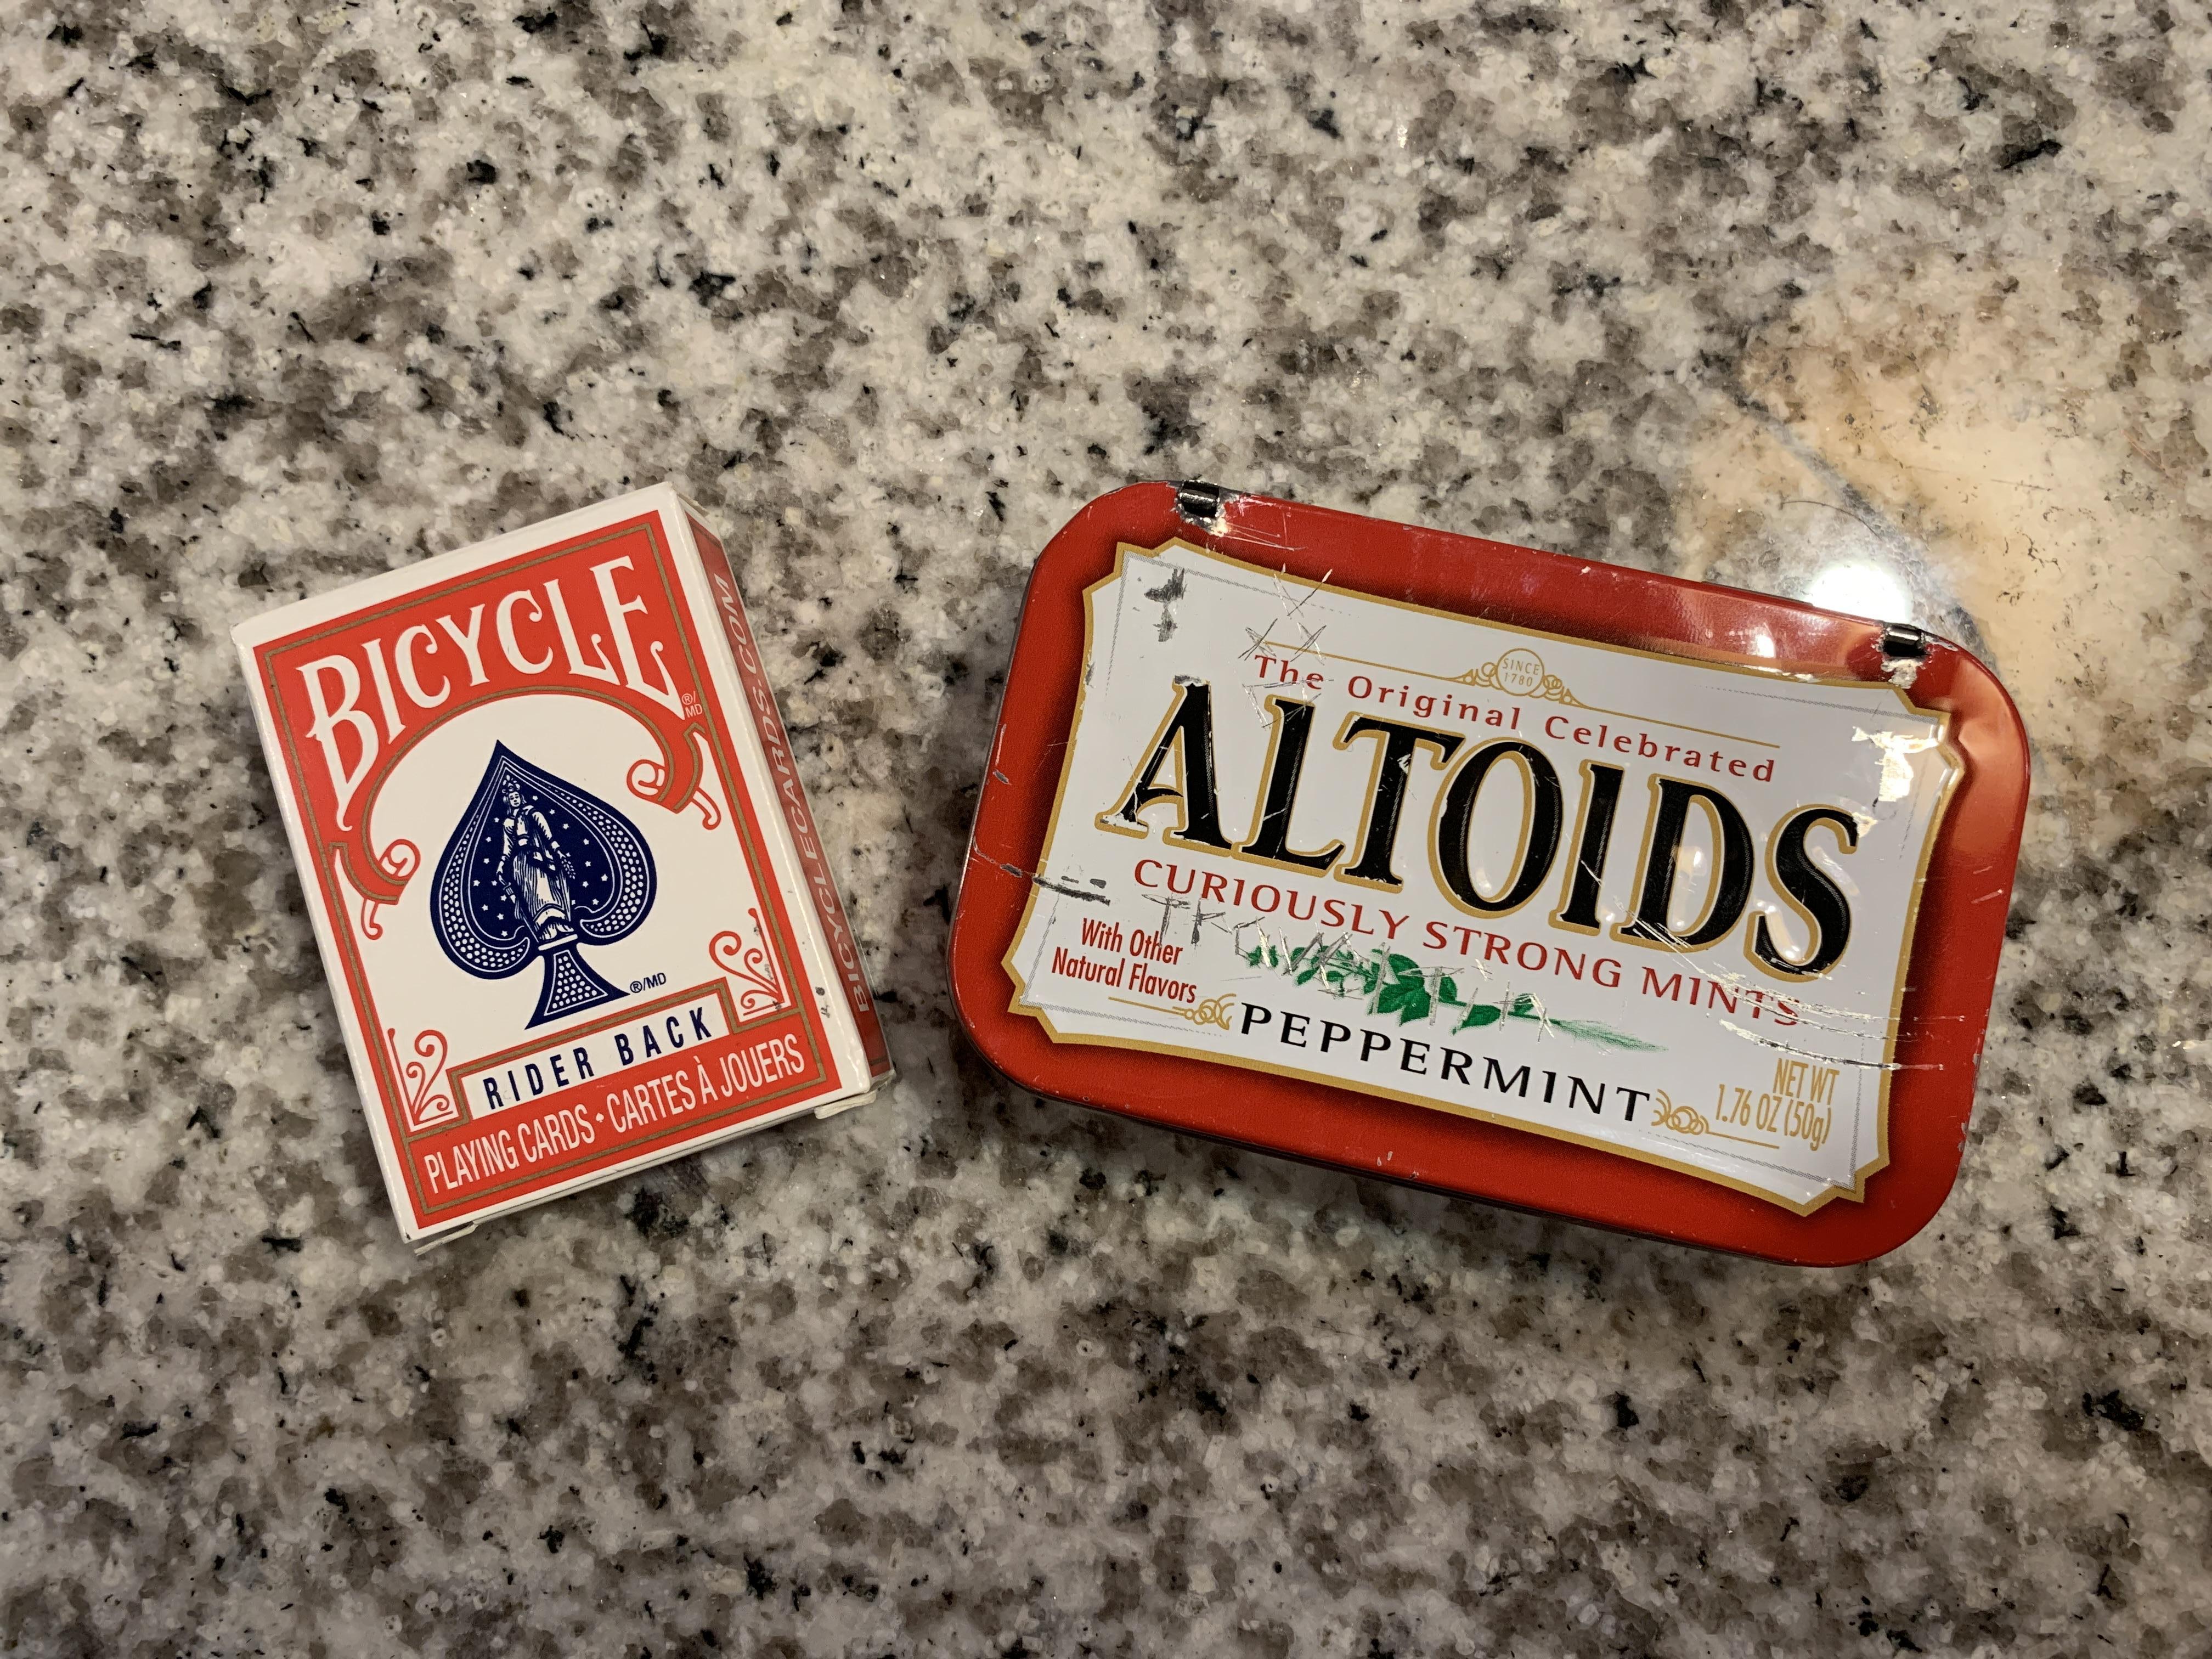 BICYCLE
®/MD
®/MD
RIDER BACK
PLAYING CARDS • CARTES À JOUERS
BICYCLECARDS.COM
SINCE
1780
The Original Celebrated
ALTOIDS
CURIOUSLY STRONG MINTS
With Other
Natural Flavors
PEPPERMINT
NET WT
1.76 OZ (50g)